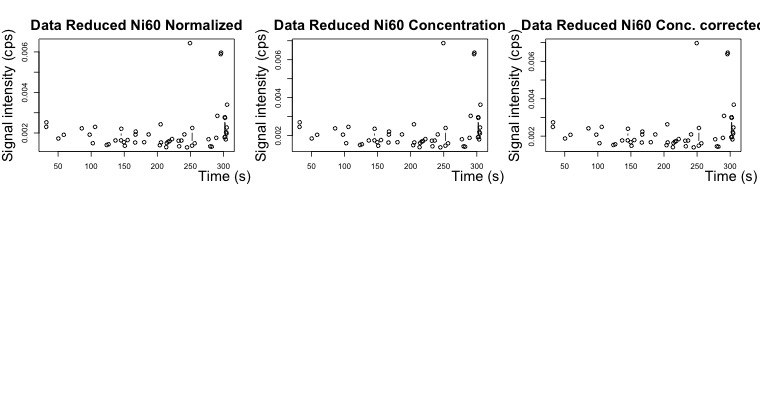 Data Reduced Ni60 Normalized
Signal intensity (cps)
0.006
0.004
0.002
50 100 150 200 250 300
Time (s)
Data Reduced Ni60 Concentration
Signal intensity (cps)
0.006
0.004
0.002
50 100 150 200 250 300
Time (s)
Data Reduced Ni60 Conc. corrected
Signal intensity (cps)
0.006
0.004
0.002
50 100 150 200 250 300
Time (s)